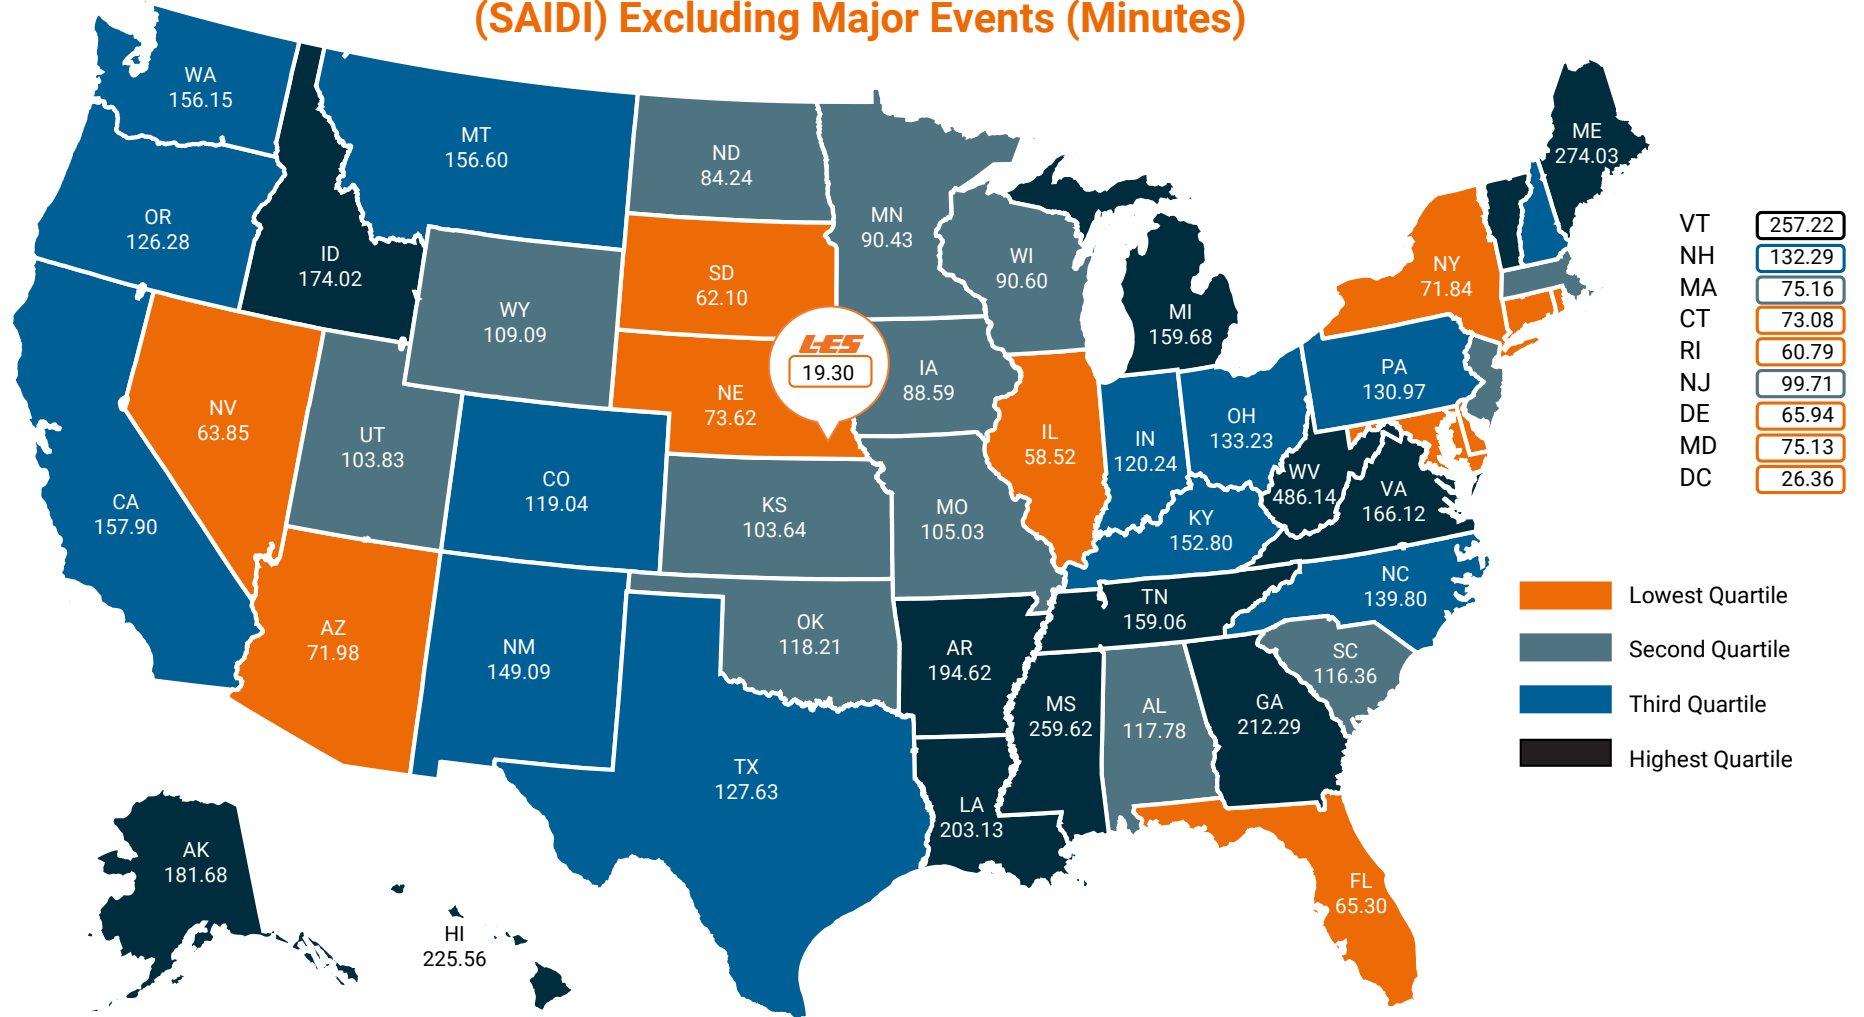 (SAIDI) Excluding Major Events (Minutes)
WA
156.15
MT
156.60
ND
84.24
MN
90.43
OR
126.28
ID
174.02
SD
62.10
WI
90.60
WY
109.09
MI
159.68
NY
71.84
ME
274.03
VT 257.22
NH 132.29
MA 75.16
CT 73.08
RI 60.79
NJ 99.71
DE 65.94
MD 75.13
DC 26.36
LES
19.30
NV
63.85
UT
103.83
NE
73.62
IA
88.59
IL
58.52
IN
120.24
OH
133.23
PA
130.97
CA
157.90
CO
119.04
KS
103.64
MO
105.03
KY
152.80
WV
486.14
VA
166.12
AZ
71.98
NM
149.09
OK
118.21
AR
194.62
TN
159.06
NC
139.80
SC
116.36
MS
259.62
AL
117.78
GA
212.29
TX
127.63
LA
203.13
FL
65.30
AK
181.68
HI
225.56
Lowest Quartile
Second Quartile
Third Quartile
Highest Quartile